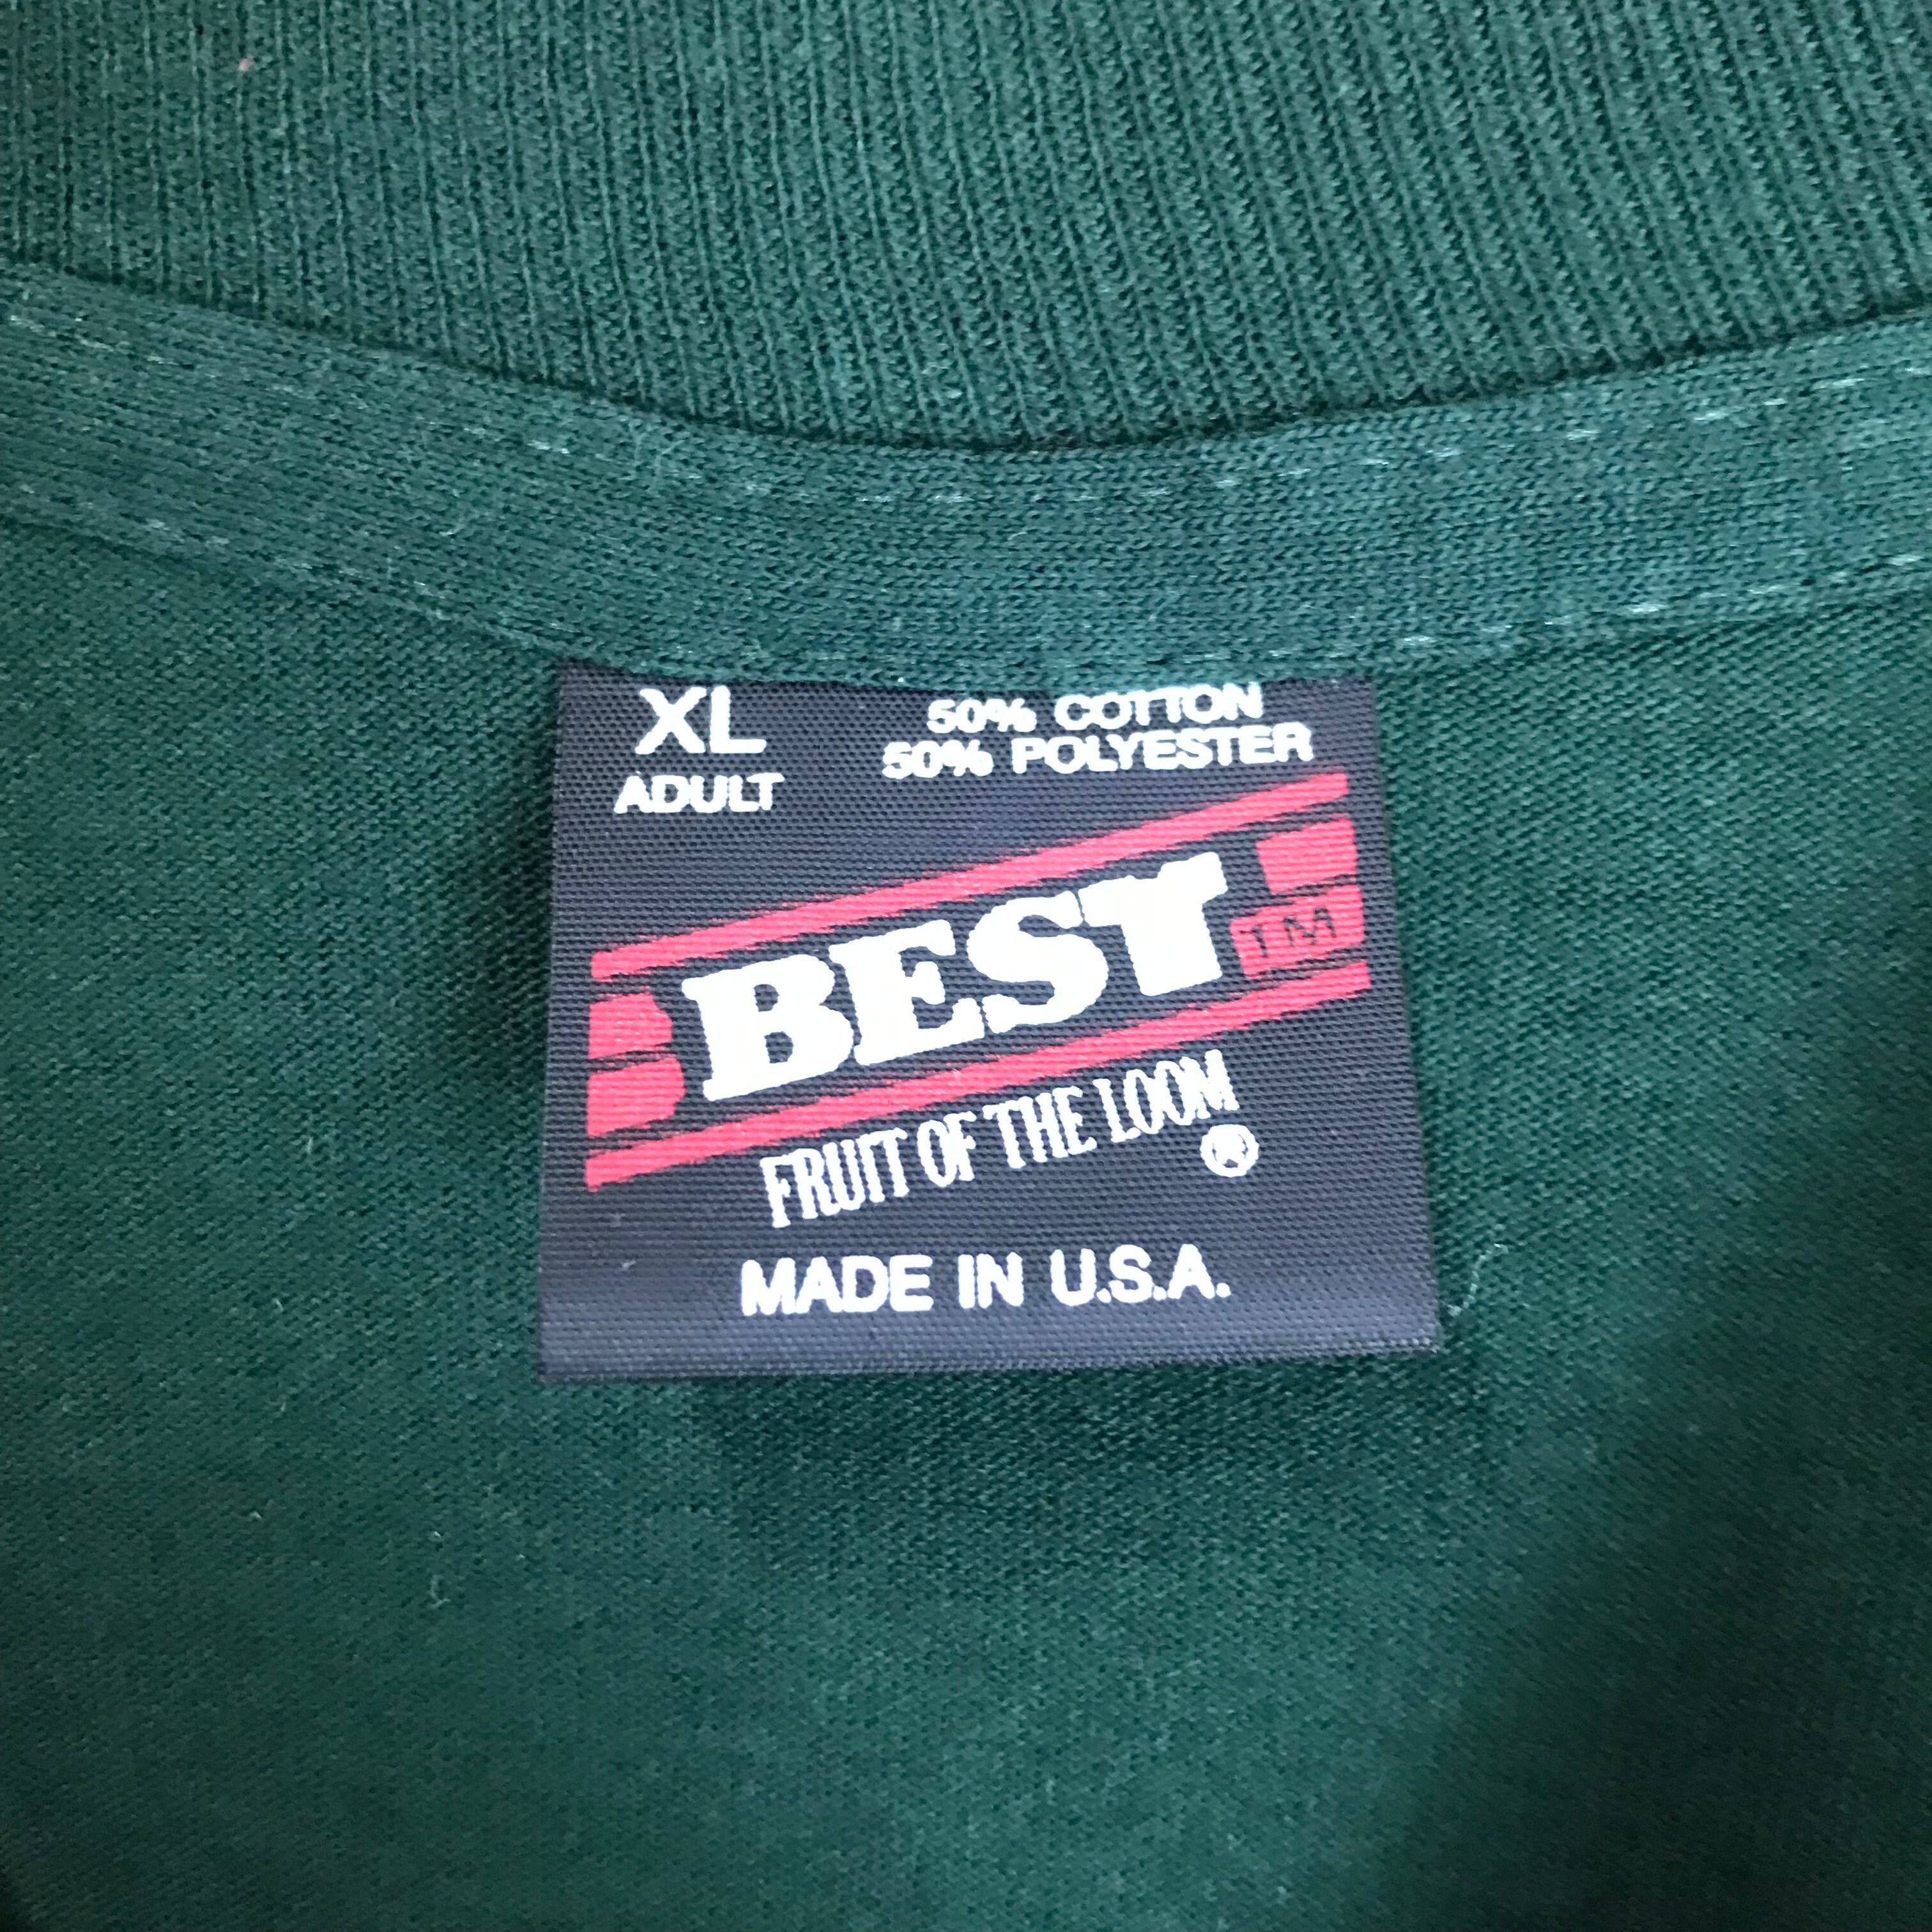 XL
ADULT
50% COTTON
50% POLYESTER
BEST TM
FRUIT OF THE LOOM ®
MADE IN U.S.A.